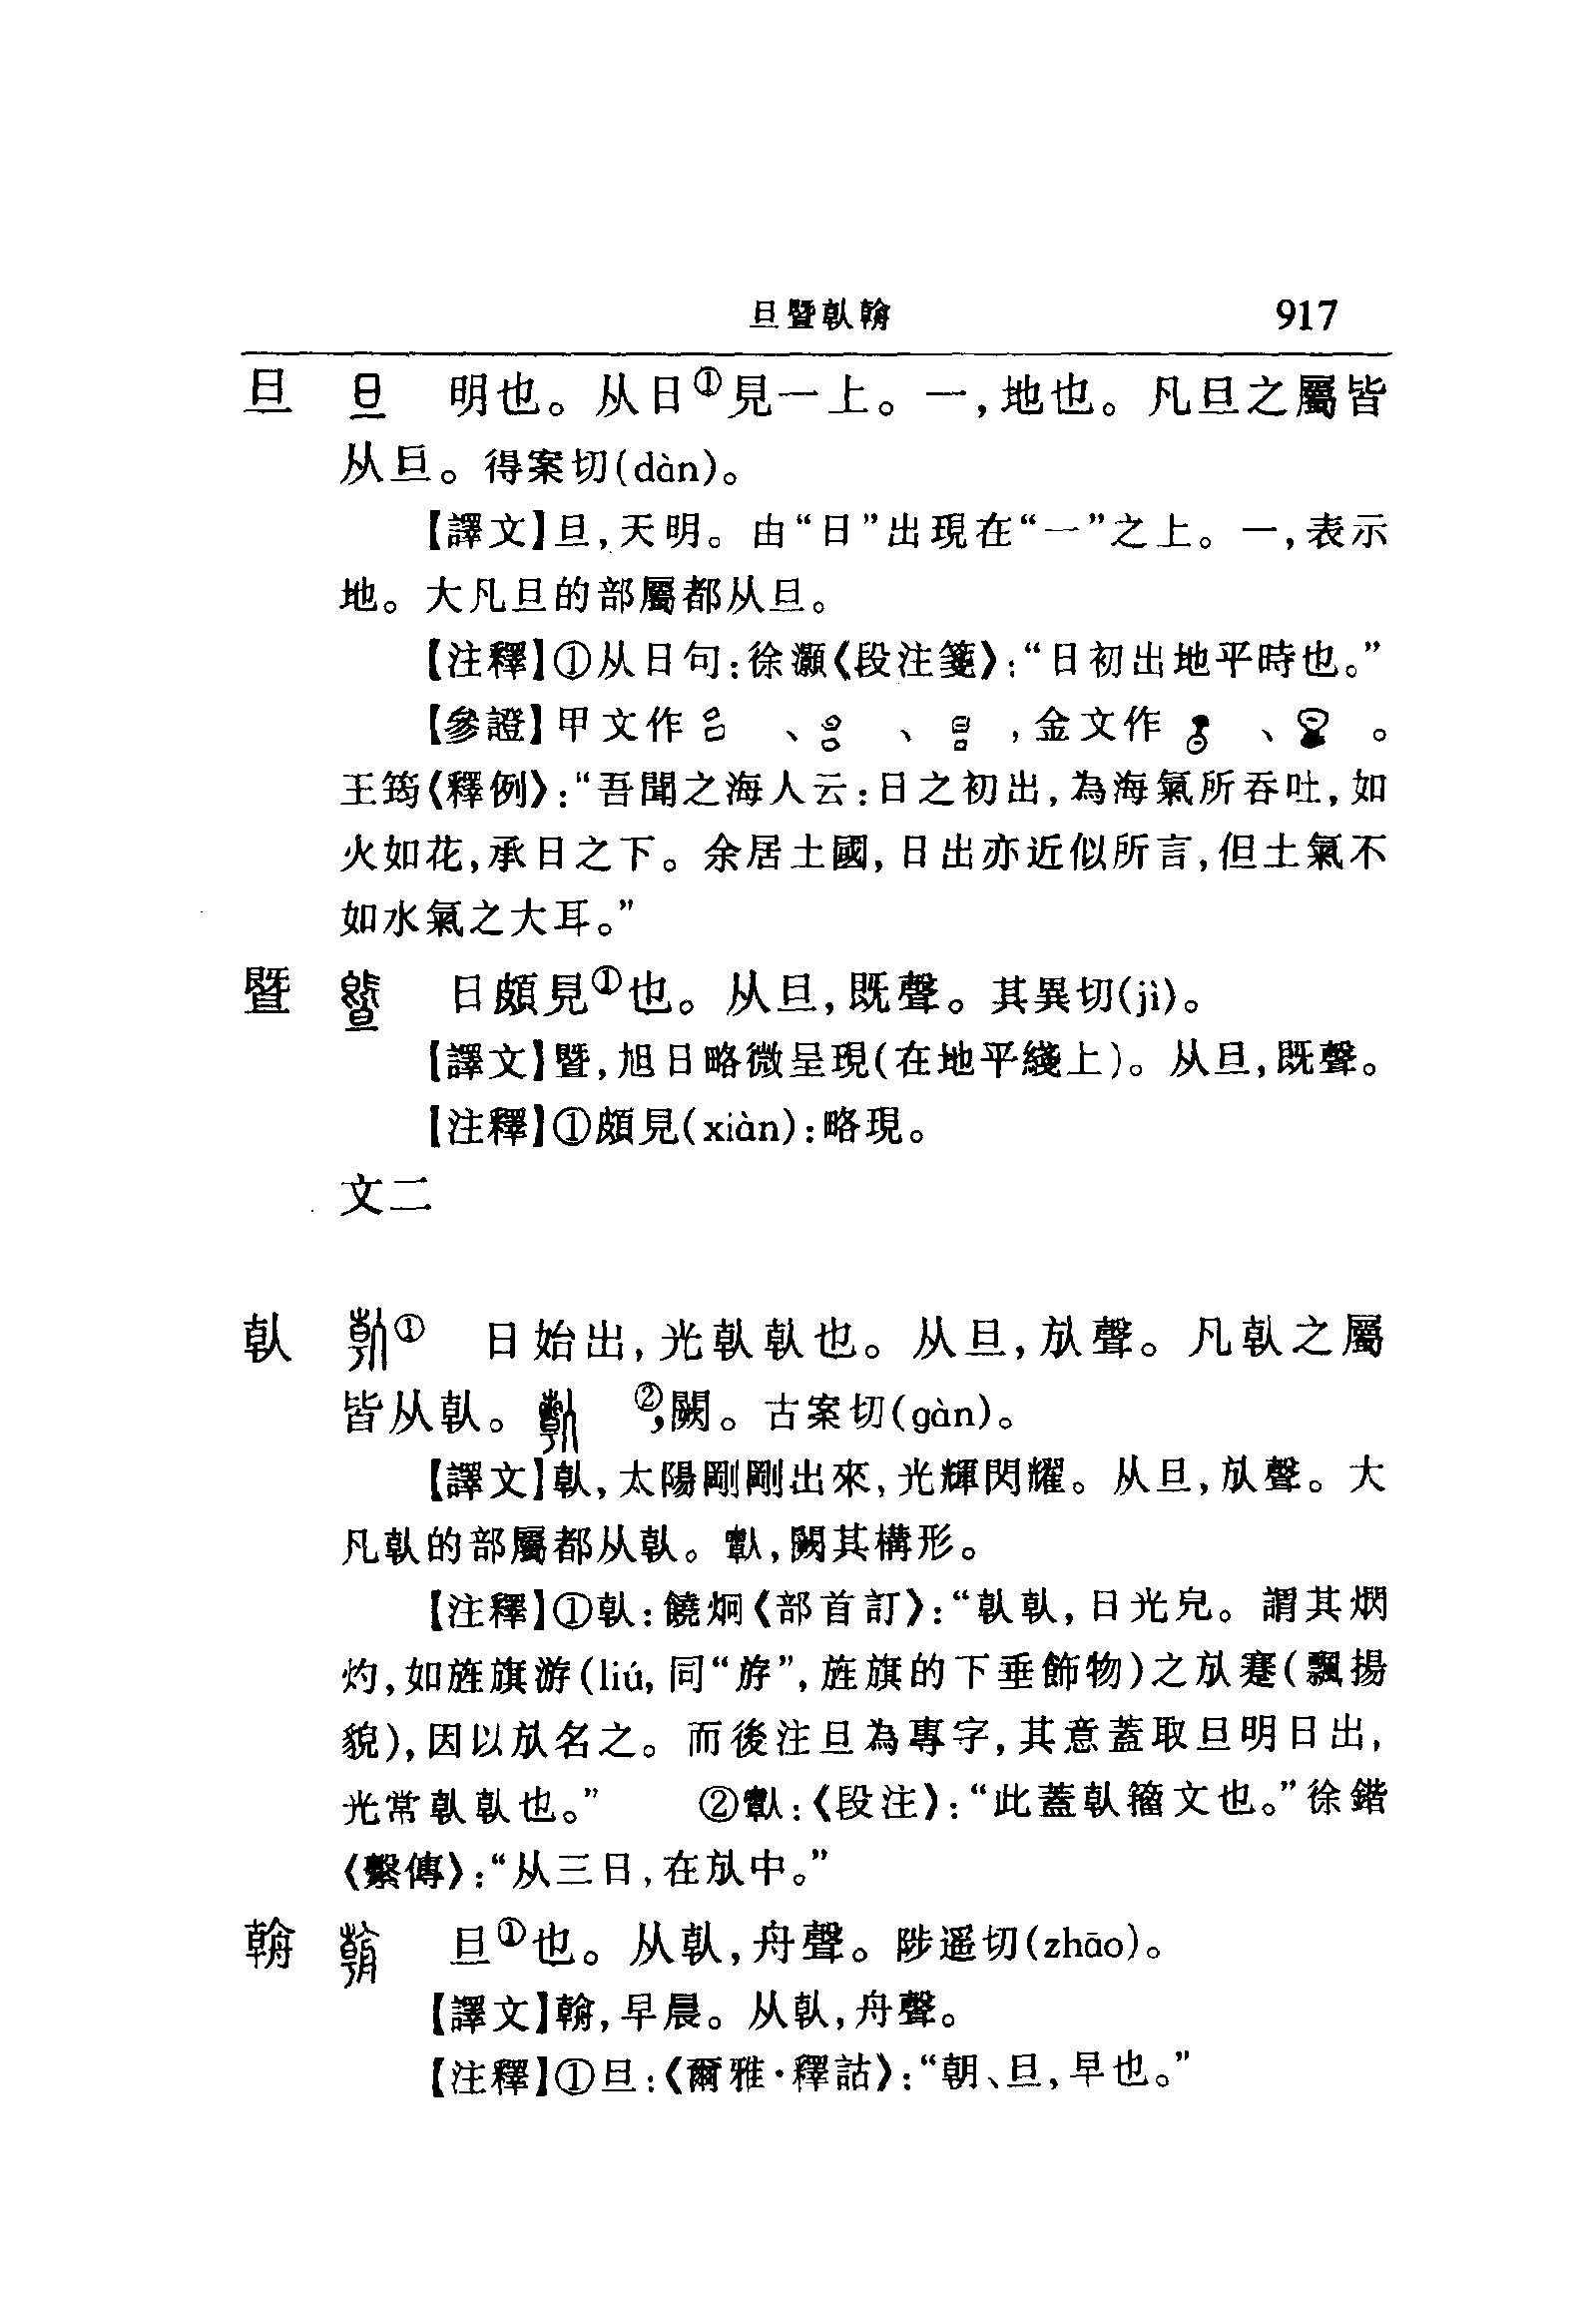 旦暨倝𦩻 917
旦 明也。从日①見一上。一,地也。凡旦之屬皆
从旦。得案切(dàn)。
【譯文】旦,天明。由“日”出現在“一”之上。一,表示
地。大凡旦的部屬都从旦。
【注釋】①从日句:徐灝《段注箋》:“日初出地平時也。”
【參證】甲文作 、 、 ,金文作 、 。
王筠《釋例》:“吾聞之海人云:日之初出,為海氣所吞吐,如
火如花,承日之下。余居土國,日出亦近似所言,但土氣不
如水氣之大耳。”
暨 日頗見①也。从旦,既聲。其異切(jì)。
【譯文】暨,旭日略微呈現(在地平綫上)。从旦,既聲。
【注釋】①頗見(xiàn):略現。
文二
倝 ① 日始出,光倝倝也。从旦,㫃聲。凡倝之屬
皆从倝。 ②,闕。古案切(gàn)。
【譯文】倝,太陽剛剛出來,光輝閃耀。从旦,㫃聲。大
凡倝的部屬都从倝。 ,闕其構形。
【注釋】①倝:饒炯《部首訂》:“倝倝,日光皃。謂其焛
灼,如旌旗游(liú,同“斿”,旌旗的下垂飾物)之㫃蹇(飄揚
貌),因以㫃名之。而後注旦為專字,其意蓋取旦明日出,
光常倝倝也。” ② :《段注》:“此蓋倝籀文也。”徐鍇
《繫傳》:“从三日,在㫃中。”
𦩻 旦①也。从倝,舟聲。陟遥切(zhāo)。
【譯文】𦩻,早晨。从倝,舟聲。
【注釋】①旦:《爾雅·釋詁》:“朝、旦,早也。”